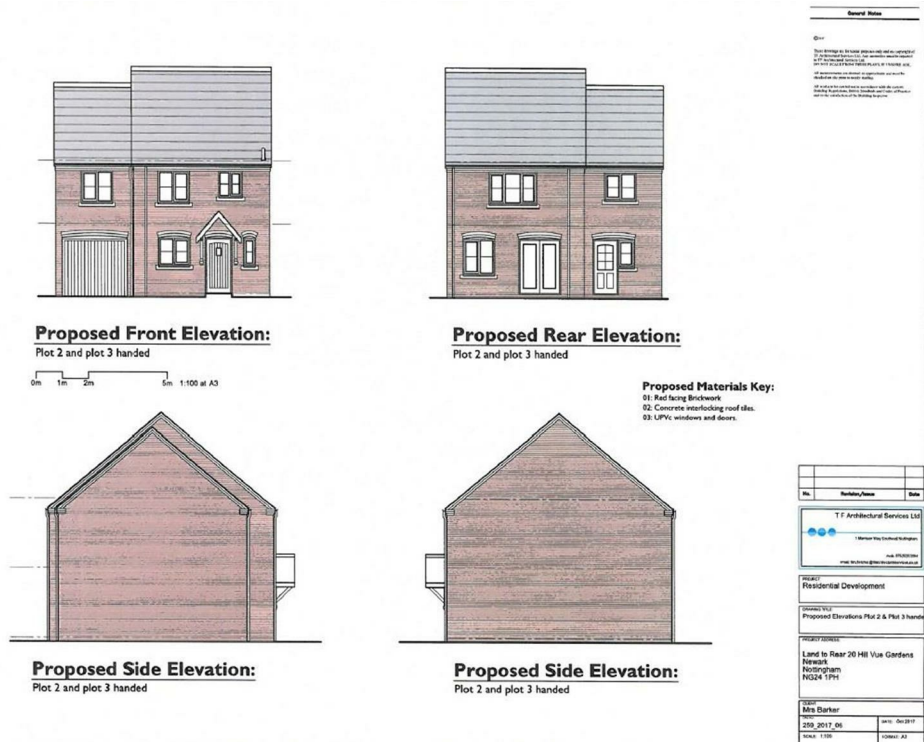 General Notes
Proposed Front Elevation:
Plot 2 and plot 3 handed
0m 1m 2m 5m 1:100 at A3
Proposed Rear Elevation:
Plot 2 and plot 3 handed
Proposed Materials Key:
01: Red facing Brickwork
02: Concrete interlocking roof tiles.
03: UPVc windows and doors.
Proposed Side Elevation:
Plot 2 and plot 3 handed
Proposed Side Elevation:
Plot 2 and plot 3 handed
No. Revision/Issue Date
T F Architectural Services Ltd
PROJECT
Residential Development
DRAWING TITLE
Proposed Elevations Plot 2 & Plot 3 hande
PROJECT ADDRESS
Land to Rear 20 Hill Vue Gardens
Newark
Nottingham
NG24 1PH
CLIENT
Mrs Barker
259_2017_06 DATE: Oct 2017
SCALE: 1:100 FORMAT: A3